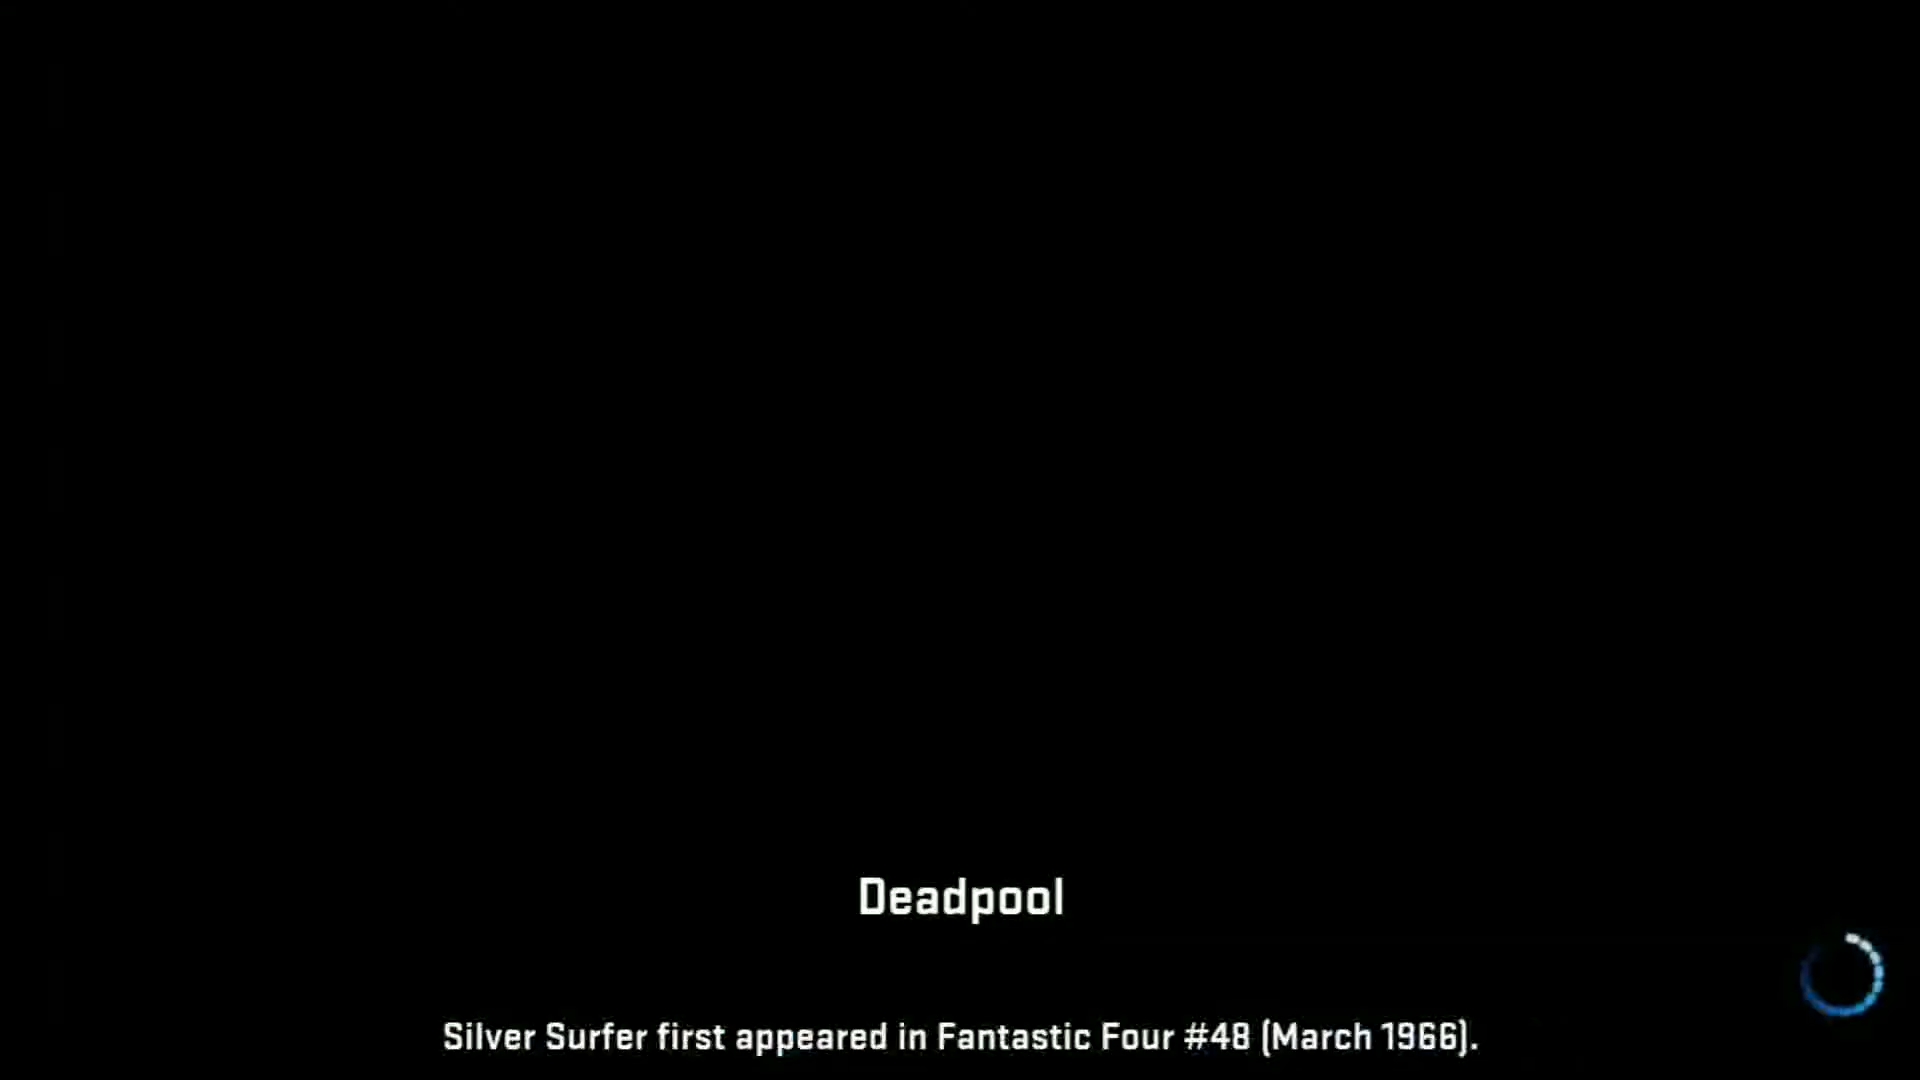 Deadpool
Silver Surfer first appeared in Fantastic Four #48 (March 1966).